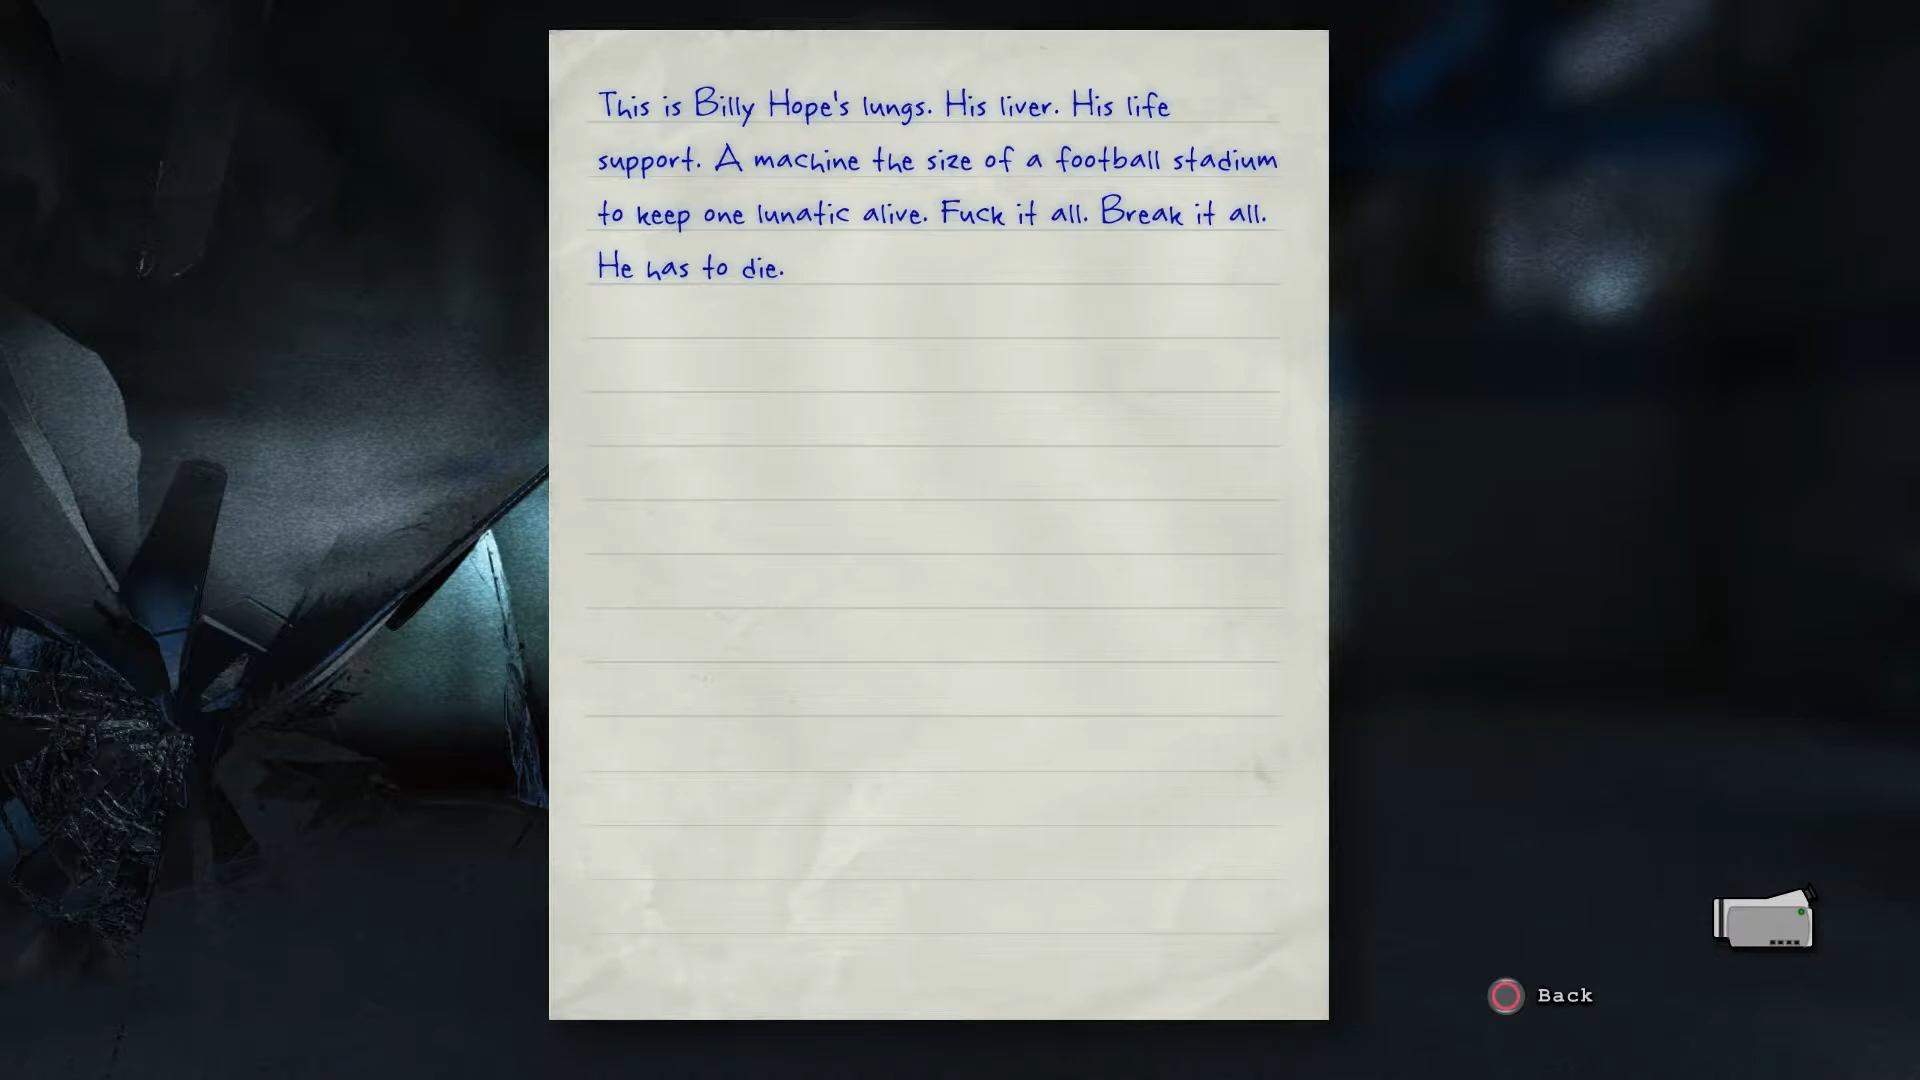 This is Billy Hope's lungs. His liver. His life
support. A machine the size of a football stadium
to keep one lunatic alive. Fuck it all. Break it all.
He has to die.
Back